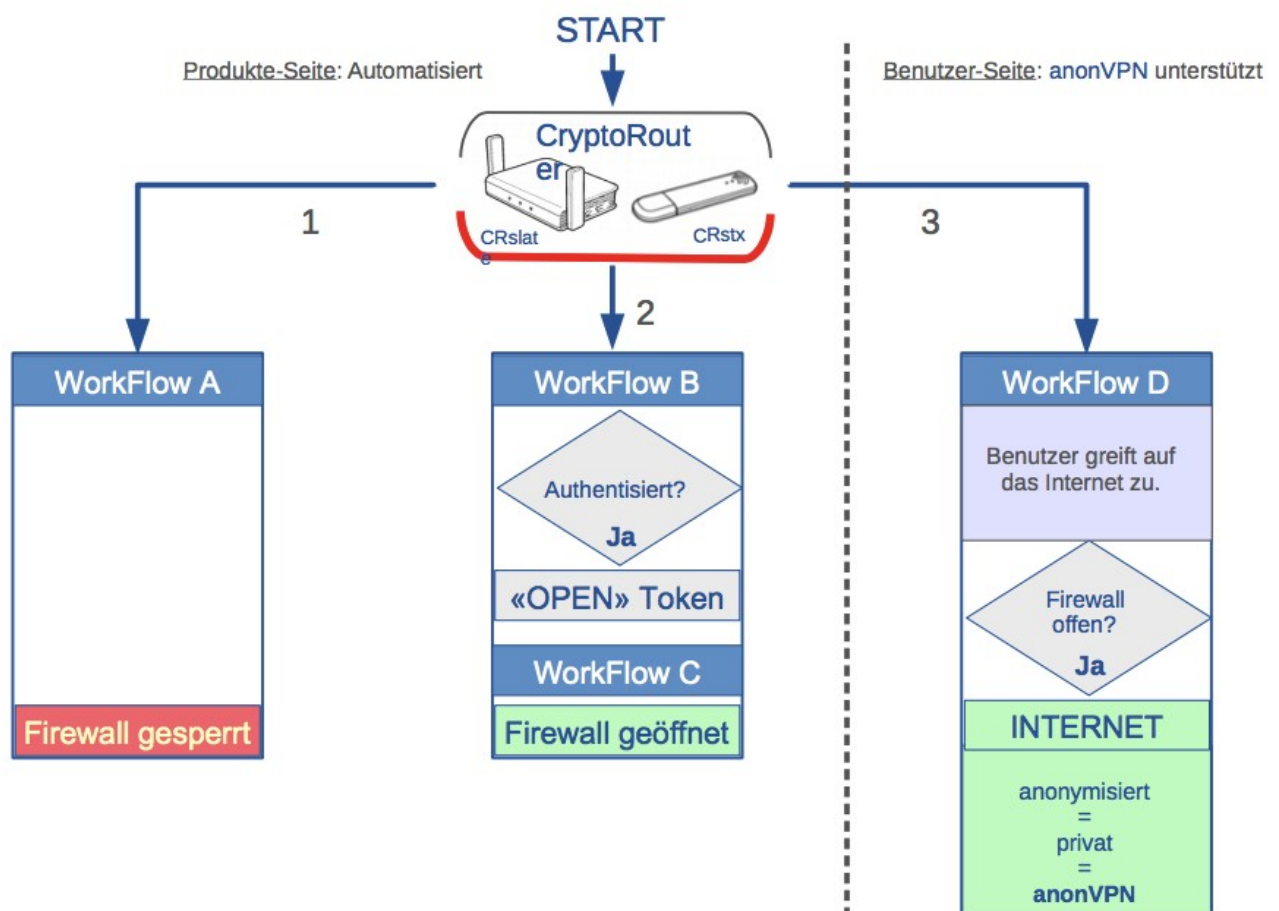 START
Produkte-Seite: Automatisiert
Benutzer-Seite: anonVPN unterstützt
CryptoRout
er
CRslat
e
CRstx
1
2
3
WorkFlow A
Firewall gesperrt
WorkFlow B
Authentisiert?
Ja
«OPEN» Token
WorkFlow C
Firewall geöffnet
WorkFlow D
Benutzer greift auf
das Internet zu.
Firewall
offen?
Ja
INTERNET
anonymisiert
=
privat
=
anonVPN